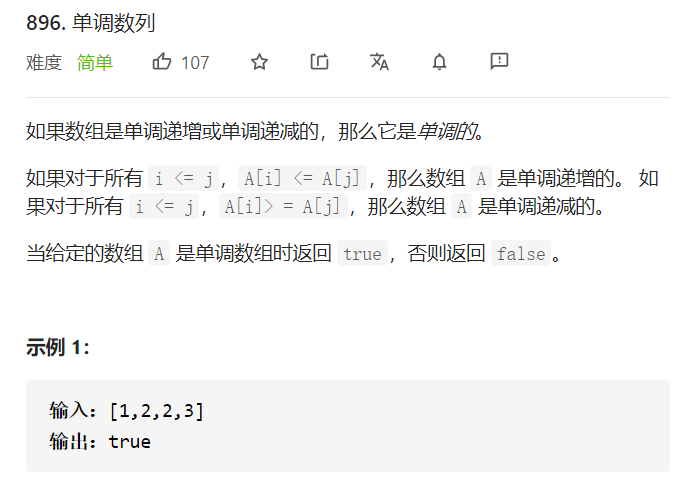 896. 单调数列
难度 简单 107
如果数组是单调递增或单调递减的，那么它是单调的。
如果对于所有 i <= j，A[i] <= A[j]，那么数组 A 是单调递增的。 如
果对于所有 i <= j，A[i]> = A[j]，那么数组 A 是单调递减的。
当给定的数组 A 是单调数组时返回 true，否则返回 false。
示例 1：
输入：[1,2,2,3]
输出：true